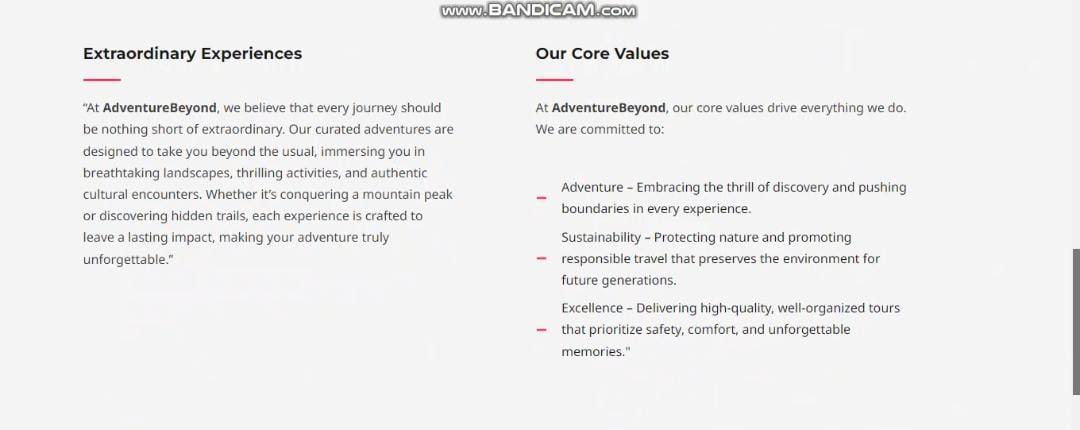 www.BANDICAM.com
Extraordinary Experiences
“At AdventureBeyond, we believe that every journey should
be nothing short of extraordinary. Our curated adventures are
designed to take you beyond the usual, immersing you in
breathtaking landscapes, thrilling activities, and authentic
cultural encounters. Whether it’s conquering a mountain peak
or discovering hidden trails, each experience is crafted to
leave a lasting impact, making your adventure truly
unforgettable.”
Our Core Values
At AdventureBeyond, our core values drive everything we do.
We are committed to:
Adventure – Embracing the thrill of discovery and pushing
boundaries in every experience.
Sustainability – Protecting nature and promoting
responsible travel that preserves the environment for
future generations.
Excellence – Delivering high-quality, well-organized tours
that prioritize safety, comfort, and unforgettable
memories."